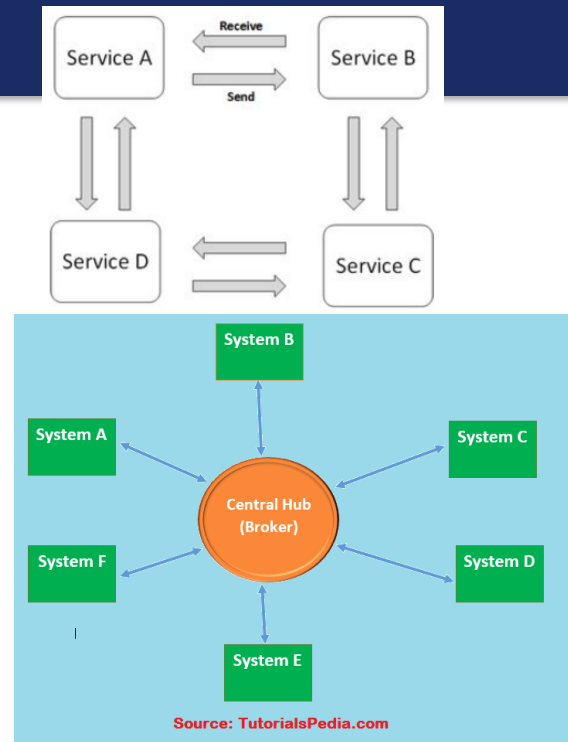 Receive
Service A
Service B
Send
Service D
Service C
System B
System A
System C
Central Hub
(Broker)
System F
System D
System E
Source: TutorialsPedia.com